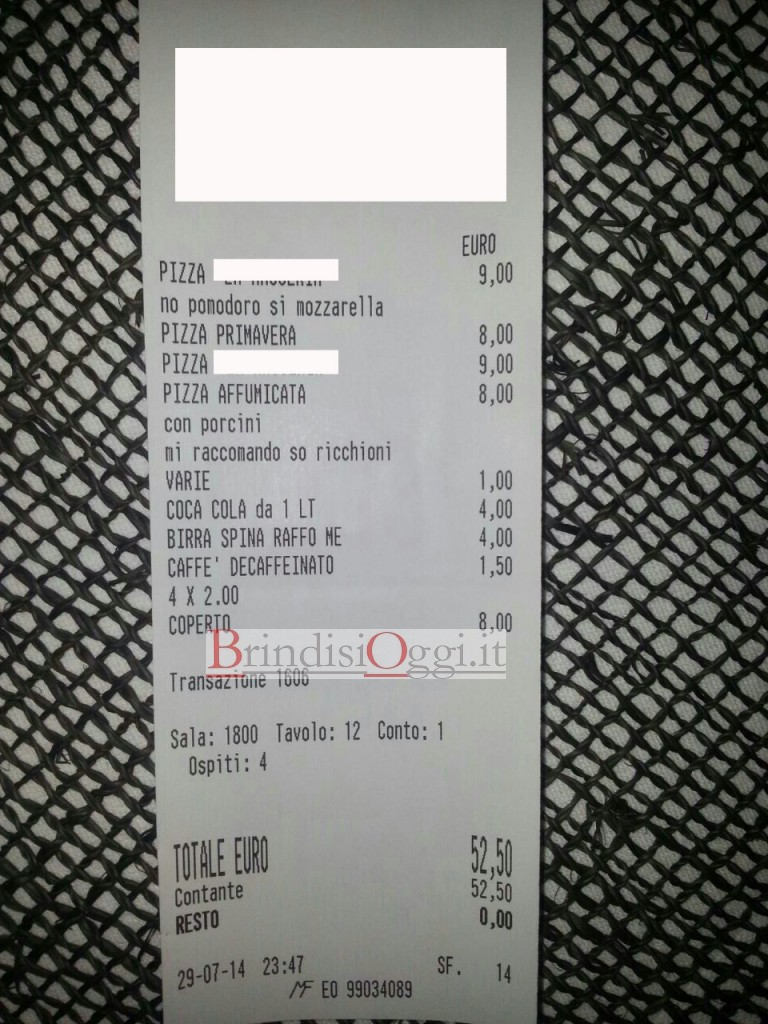 EURO
PIZZA 9,00
no pomodoro si mozzarella
PIZZA PRIMAVERA 8,00
PIZZA 9,00
PIZZA AFFUMICATA 8,00
con porcini
mi raccomando so ricchioni
VARIE 1,00
COCA COLA da 1 LT 4,00
BIRRA SPINA RAFFO ME 4,00
CAFFE' DECAFFEINATO 1,50
4 X 2.00
COPERTO 8,00
BrindisiOggi.it
Transazione 1606
Sala: 1800 Tavolo: 12 Conto: 1
Ospiti: 4
TOTALE EURO 52,50
Contante 52,50
RESTO 0,00
29-07-14 23:47 SF. 14
MF EO 99034089